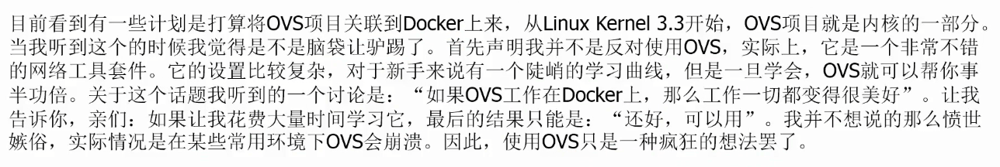 目前看到有一些计划是打算将OVS项目关联到Docker上来，从Linux Kernel 3.3开始，OVS项目就是内核的一部分。
当我听到这个的时候我觉得是不是脑袋让驴踢了。首先声明我并不是反对使用OVS，实际上，它是一个非常不错
的网络工具套件。它的设置比较复杂，对于新手来说有一个陡峭的学习曲线，但是一旦学会，OVS就可以帮你事
半功倍。关于这个话题我听到的一个讨论是：“如果OVS工作在Docker上，那么工作一切都变得很美好”。让我
告诉你，亲们：如果让我花费大量时间学习它，最后的结果只能是：“还好，可以用”。我并不想说的那么愤世
嫉俗，实际情况是在某些常用环境下OVS会崩溃。因此，使用OVS只是一种疯狂的想法罢了。